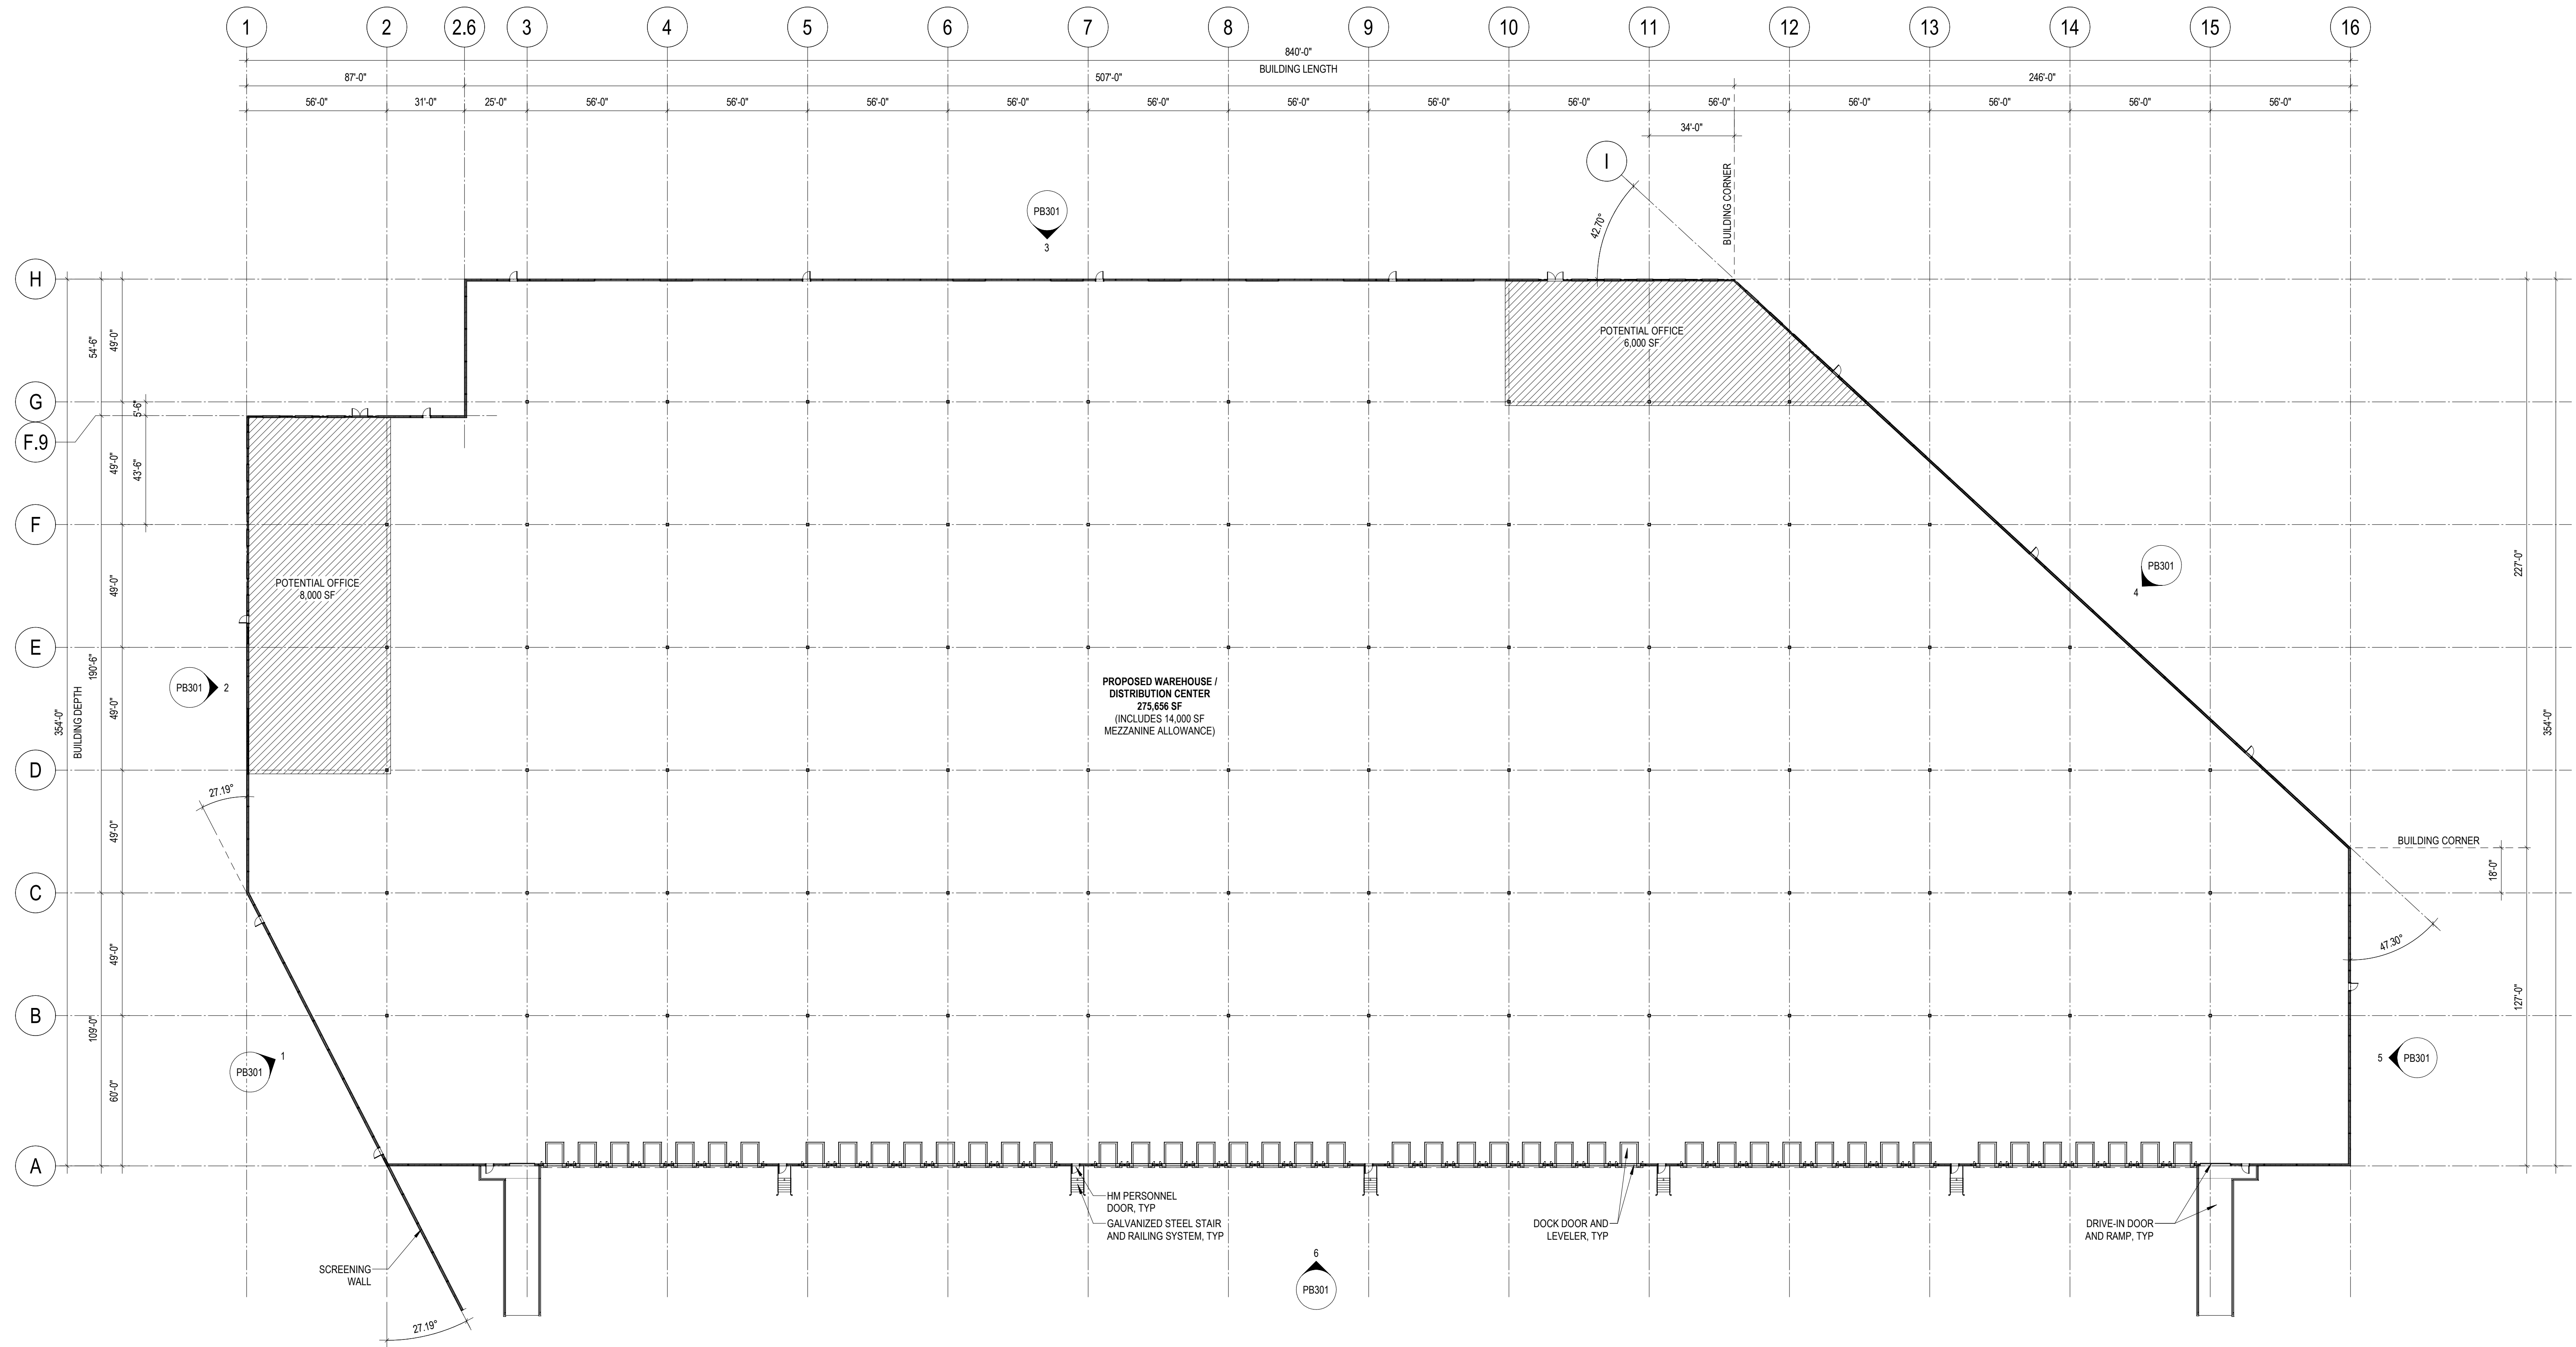 1 2 2.6 3 4 5 6 7 8 9 10 11 12 13 14 15 16
840'-0"
BUILDING LENGTH
87'-0" 507'-0" 246'-0"
56'-0" 31'-0" 25'-0" 56'-0" 56'-0" 56'-0" 56'-0" 56'-0" 56'-0" 56'-0" 56'-0" 56'-0" 56'-0" 56'-0" 56'-0" 56'-0"
34'-0"
I
BUILDING CORNER
42.70°
PB301
3
H
G
F.9
F
E
D
C
B
A
354'-0"
BUILDING DEPTH
54'-6"
190'-6"
109'-0"
49'-0"
49'-0"
49'-0"
49'-0"
49'-0"
49'-0"
60'-0"
5'-6"
43'-6"
POTENTIAL OFFICE
6,000 SF
POTENTIAL OFFICE
8,000 SF
PB301
4
PB301 2
PROPOSED WAREHOUSE /
DISTRIBUTION CENTER
275,656 SF
(INCLUDES 14,000 SF
MEZZANINE ALLOWANCE)
227'-0"
354'-0"
27.19°
BUILDING CORNER
18'-0"
47.30°
127'-0"
PB301
1
5 PB301
HM PERSONNEL
DOOR, TYP
GALVANIZED STEEL STAIR
AND RAILING SYSTEM, TYP
DOCK DOOR AND
LEVELER, TYP
DRIVE-IN DOOR
AND RAMP, TYP
SCREENING
WALL
6
PB301
27.19°